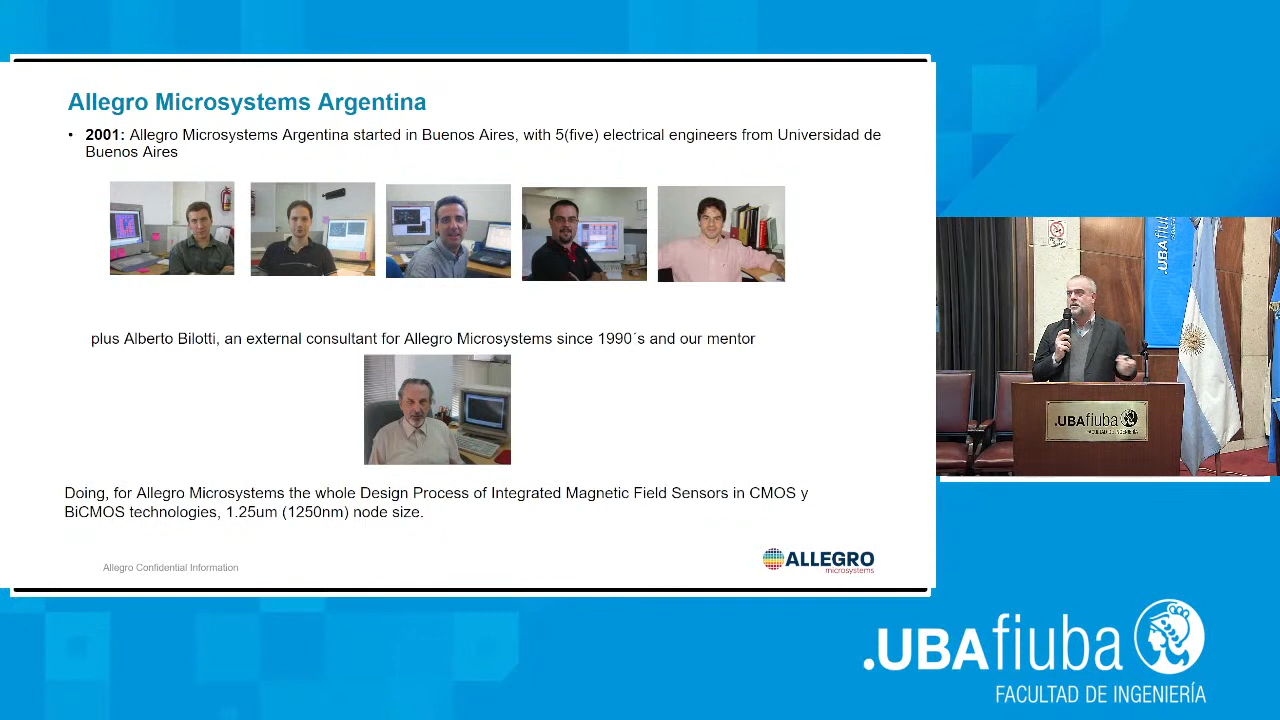 Allegro Microsystems Argentina
• 2001: Allegro Microsystems Argentina started in Buenos Aires, with 5(five) electrical engineers from Universidad de
Buenos Aires
plus Alberto Bilotti, an external consultant for Allegro Microsystems since 1990´s and our mentor
Doing, for Allegro Microsystems the whole Design Process of Integrated Magnetic Field Sensors in CMOS y
BiCMOS technologies, 1.25um (1250nm) node size.
Allegro Confidential Information
ALLEGRO
microsystems
.UBAfiuba
.UBAfiuba
FACULTAD DE INGENIERÍA
.UBAfiuba
FACULTAD DE INGENIERÍA